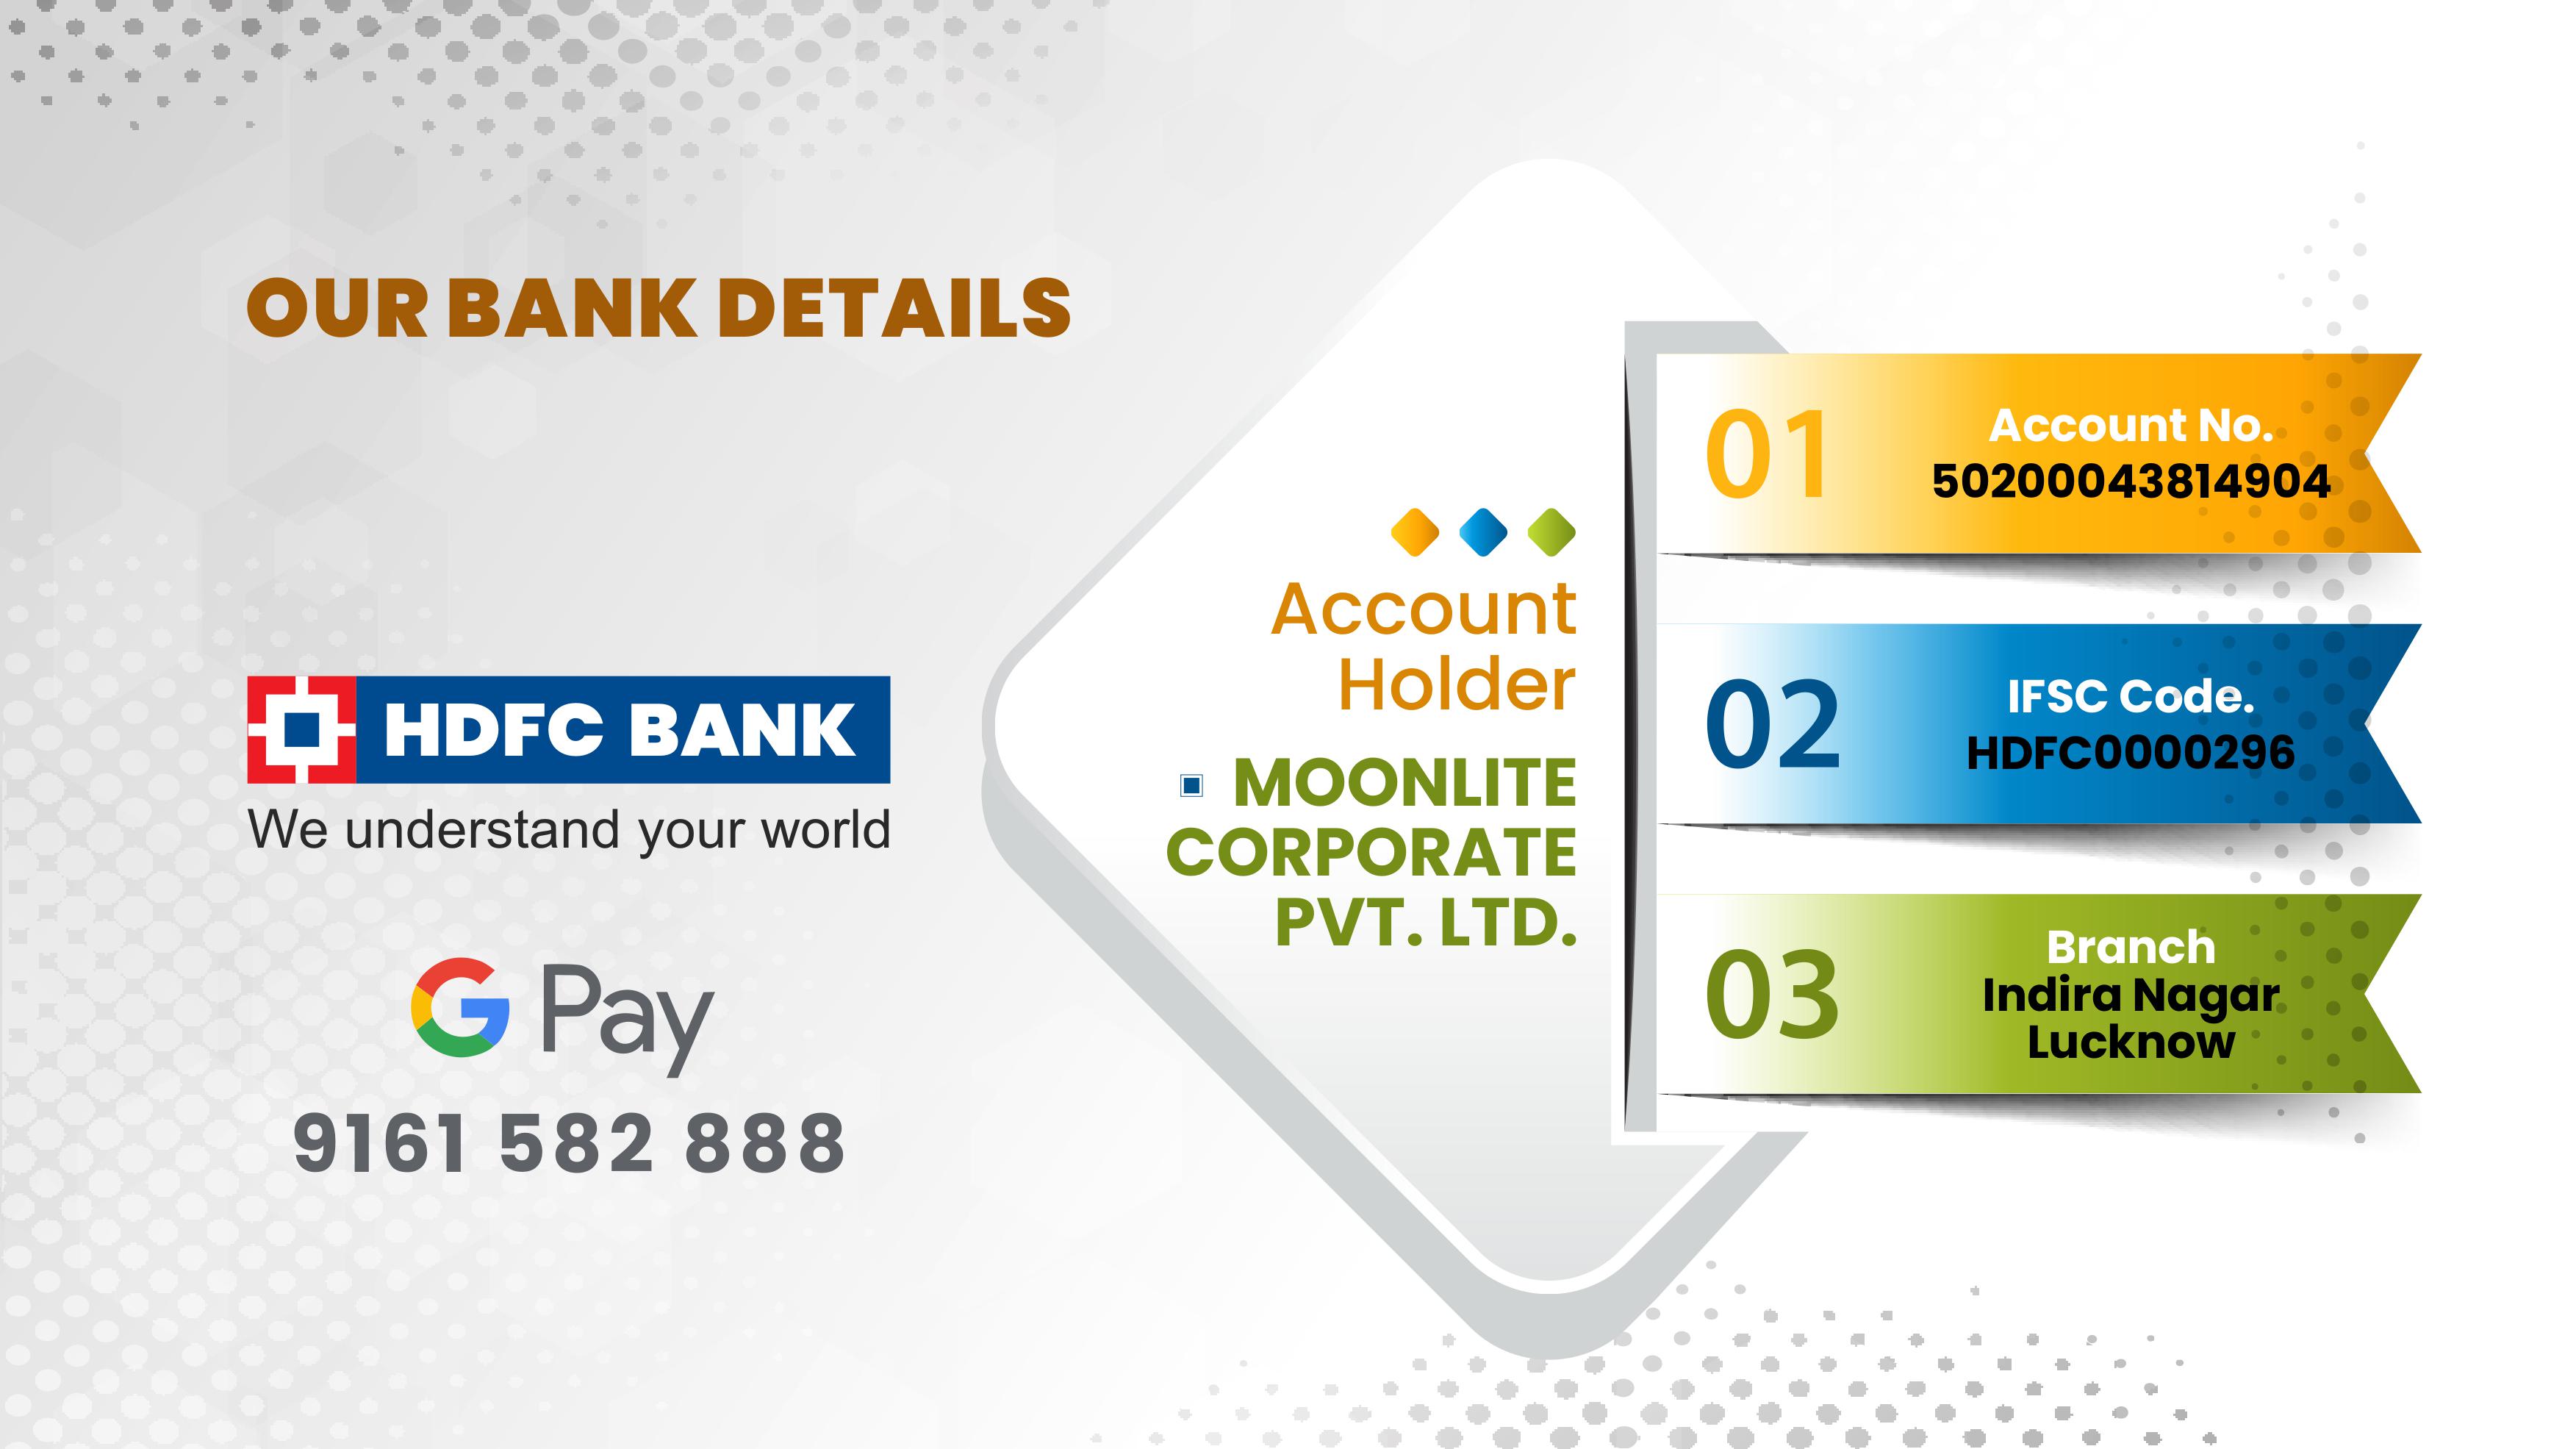 OUR BANK DETAILS
HDFC BANK
We understand your world
G Pay
9161 582 888
Account
Holder
MOONLITE
CORPORATE
PVT. LTD.
01
Account No.
50200043814904
02
IFSC Code.
HDFC0000296
03
Branch
Indira Nagar
Lucknow